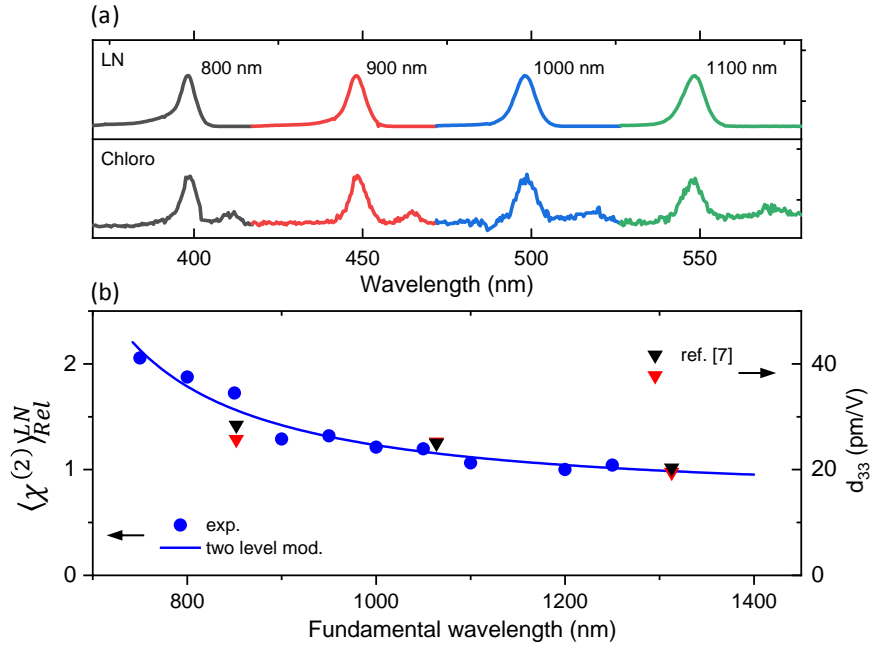 (a)
LN
800 nm
900 nm
1000 nm
1100 nm
Chloro
400
450
500
550
Wavelength (nm)
(b)
2
1
0
⟨χ⁽²⁾⟩ᴸᴺ_Rel
ref. [7]
40
20
0
d₃₃ (pm/V)
exp.
two level mod.
800
1000
1200
1400
Fundamental wavelength (nm)